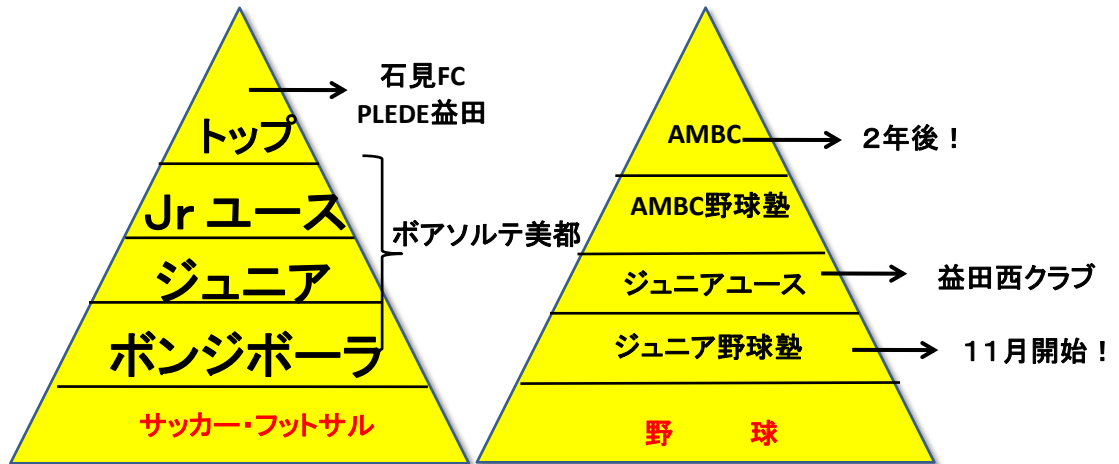 石見FC
PLEDE益田
トップ
Jr ユース
ジュニア
ボンジボーラ
ボアソルテ美都
サッカー・フットサル
AMBC
２年後！
AMBC野球塾
ジュニアユース
益田西クラブ
ジュニア野球塾
１１月開始！
野　　球